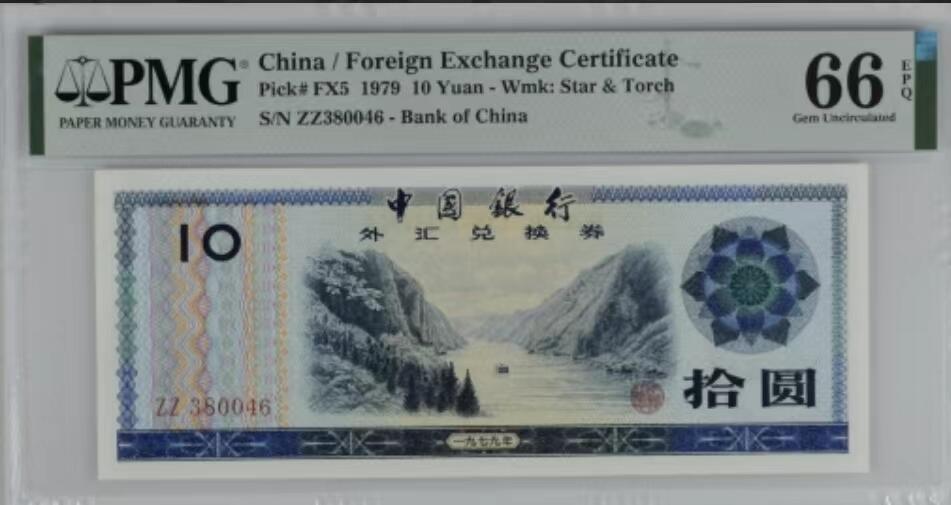 PMG
PAPER MONEY GUARANTY
China / Foreign Exchange Certificate
Pick# FX5 1979 10 Yuan - Wmk: Star & Torch
S/N ZZ380046 - Bank of China
66
EPQ
Gem Uncirculated
中国銀行
外汇兑换券
10
ZZ 380046
拾圆
一九七九年